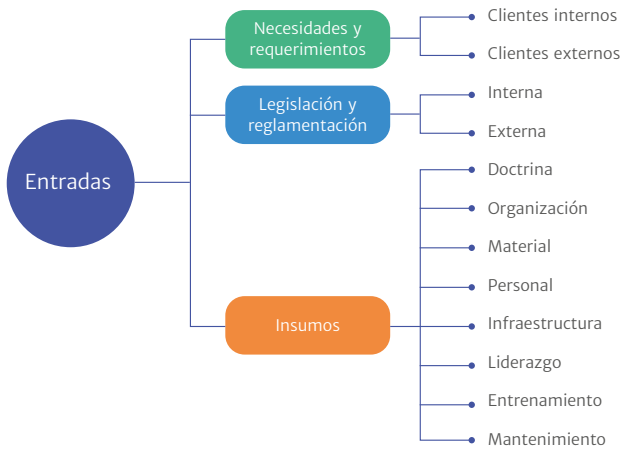 Entradas
Necesidades y
requerimientos
Clientes internos
Clientes externos
Legislación y
reglamentación
Interna
Externa
Insumos
Doctrina
Organización
Material
Personal
Infraestructura
Liderazgo
Entrenamiento
Mantenimiento